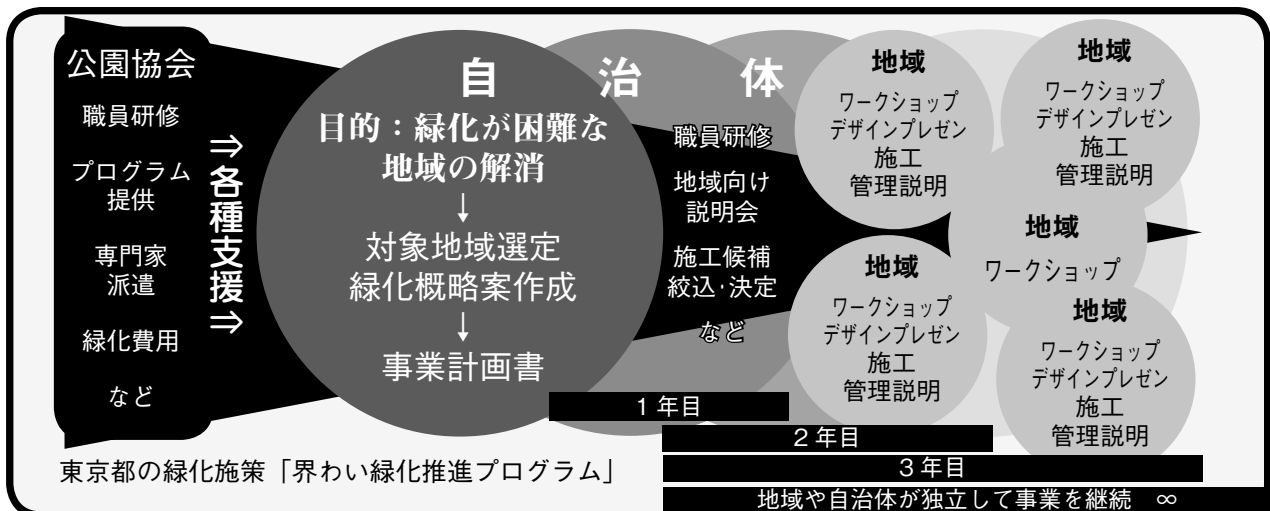 公園協会
職員研修
プログラム
提供
専門家
派遣
緑化費用
など
⇒各種支援⇒
自治体
目的：緑化が困難な
地域の解消
↓
対象地域選定
緑化概略案作成
↓
事業計画書
職員研修
地域向け
説明会
施工候補
絞込・決定
など
地域
ワークショップ
デザインプレゼン
施工
管理説明
地域
ワークショップ
デザインプレゼン
施工
管理説明
地域
ワークショップ
地域
ワークショップ
デザインプレゼン
施工
管理説明
地域
ワークショップ
デザインプレゼン
施工
管理説明
1年目
2年目
3年目
地域や自治体が独立して事業を継続　∞
東京都の緑化施策「界わい緑化推進プログラム」